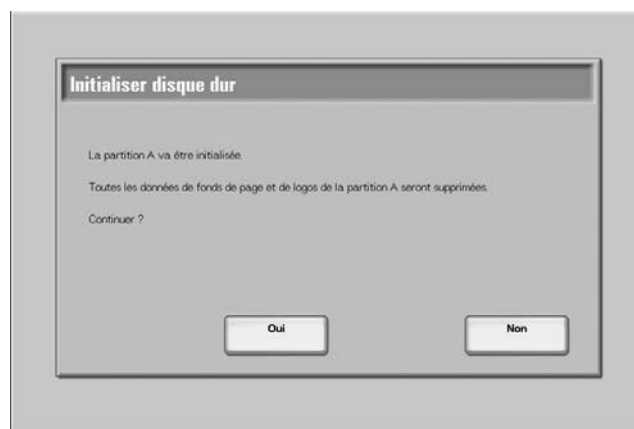 Initialiser disque dur
La partition A va être initialisée.
Toutes les données de fonds de page et de logos de la partition A seront supprimées.
Continuer ?
Oui
Non